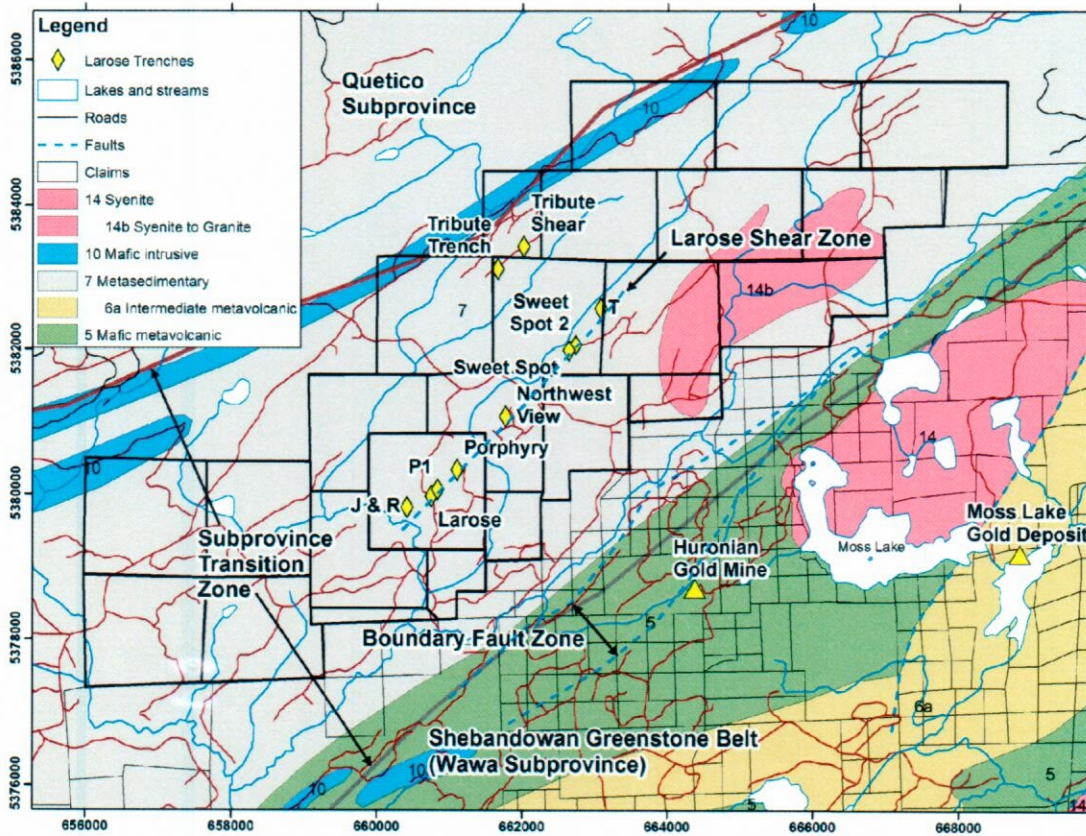 Legend
Larose Trenches
Lakes and streams
Roads
Faults
Claims
14 Syenite
14b Syenite to Granite
10 Mafic intrusive
7 Metasedimentary
6a Intermediate metavolcanic
5 Mafic metavolcanic
10
Quetico
Subprovince
10
Tribute
Shear
Tribute
Trench
Larose Shear Zone
14b
7
T
Sweet
Spot 2
Sweet Spot
Northwest
View
Porphyry
P1
J & R
Larose
10
14
Subprovince
Transition
Zone
Moss Lake
Gold Deposit
Moss Lake
Huronian
Gold Mine
5
Boundary Fault Zone
6a
Shebandowan Greenstone Belt
(Wawa Subprovince)
10
10
5
5
14
5386000
5384000
5382000
5380000
5378000
5376000
656000
658000
660000
662000
664000
666000
668000